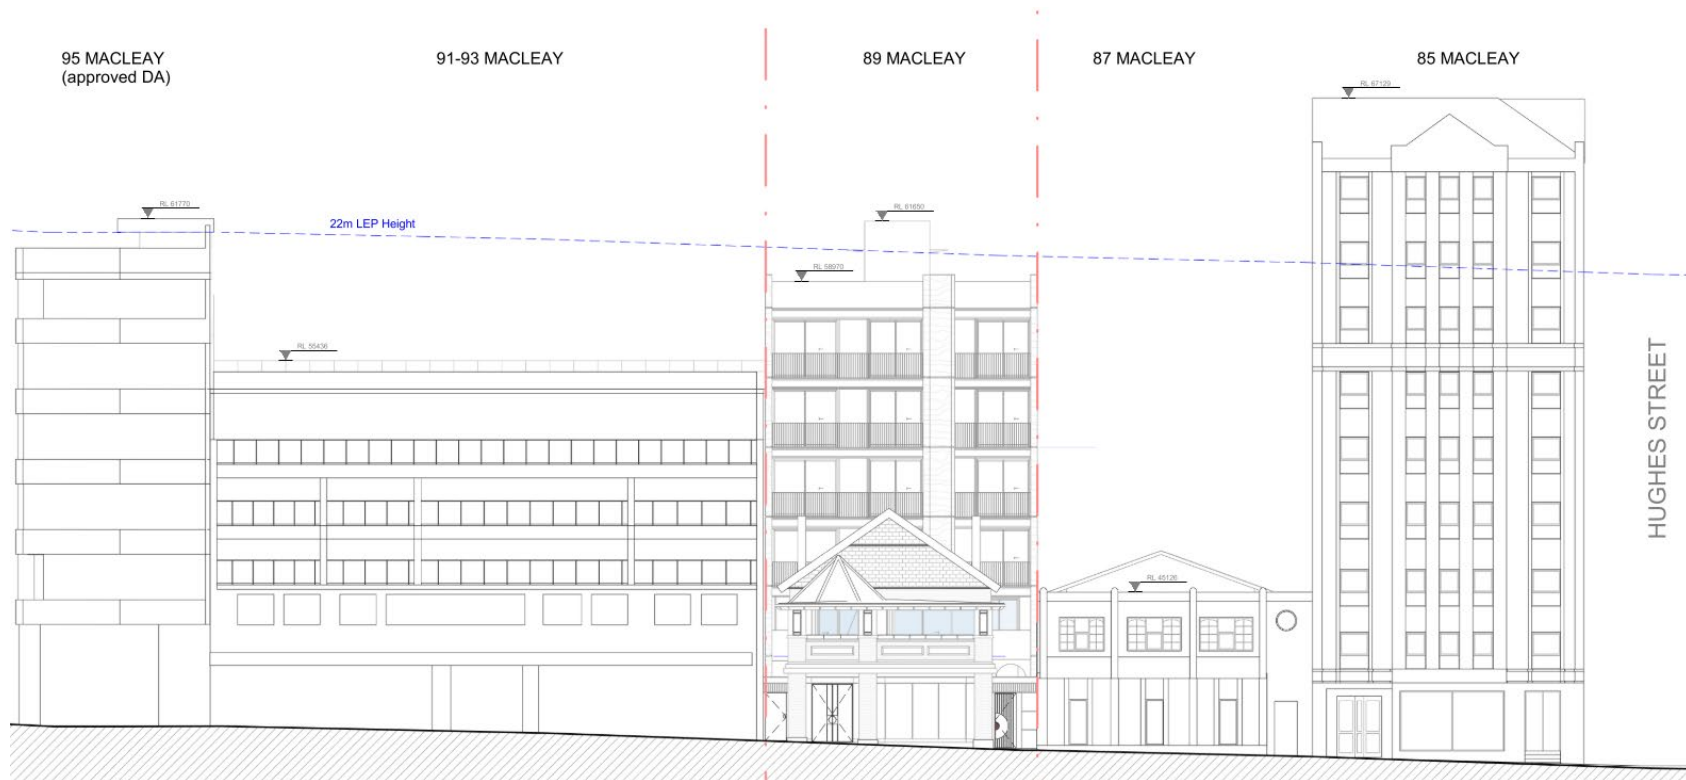 95 MACLEAY
(approved DA)
91-93 MACLEAY
89 MACLEAY
87 MACLEAY
85 MACLEAY
RL 67120
RL 61770
22m LEP Height
RL 61650
RL 58970
RL 55436
RL 45126
HUGHES STREET